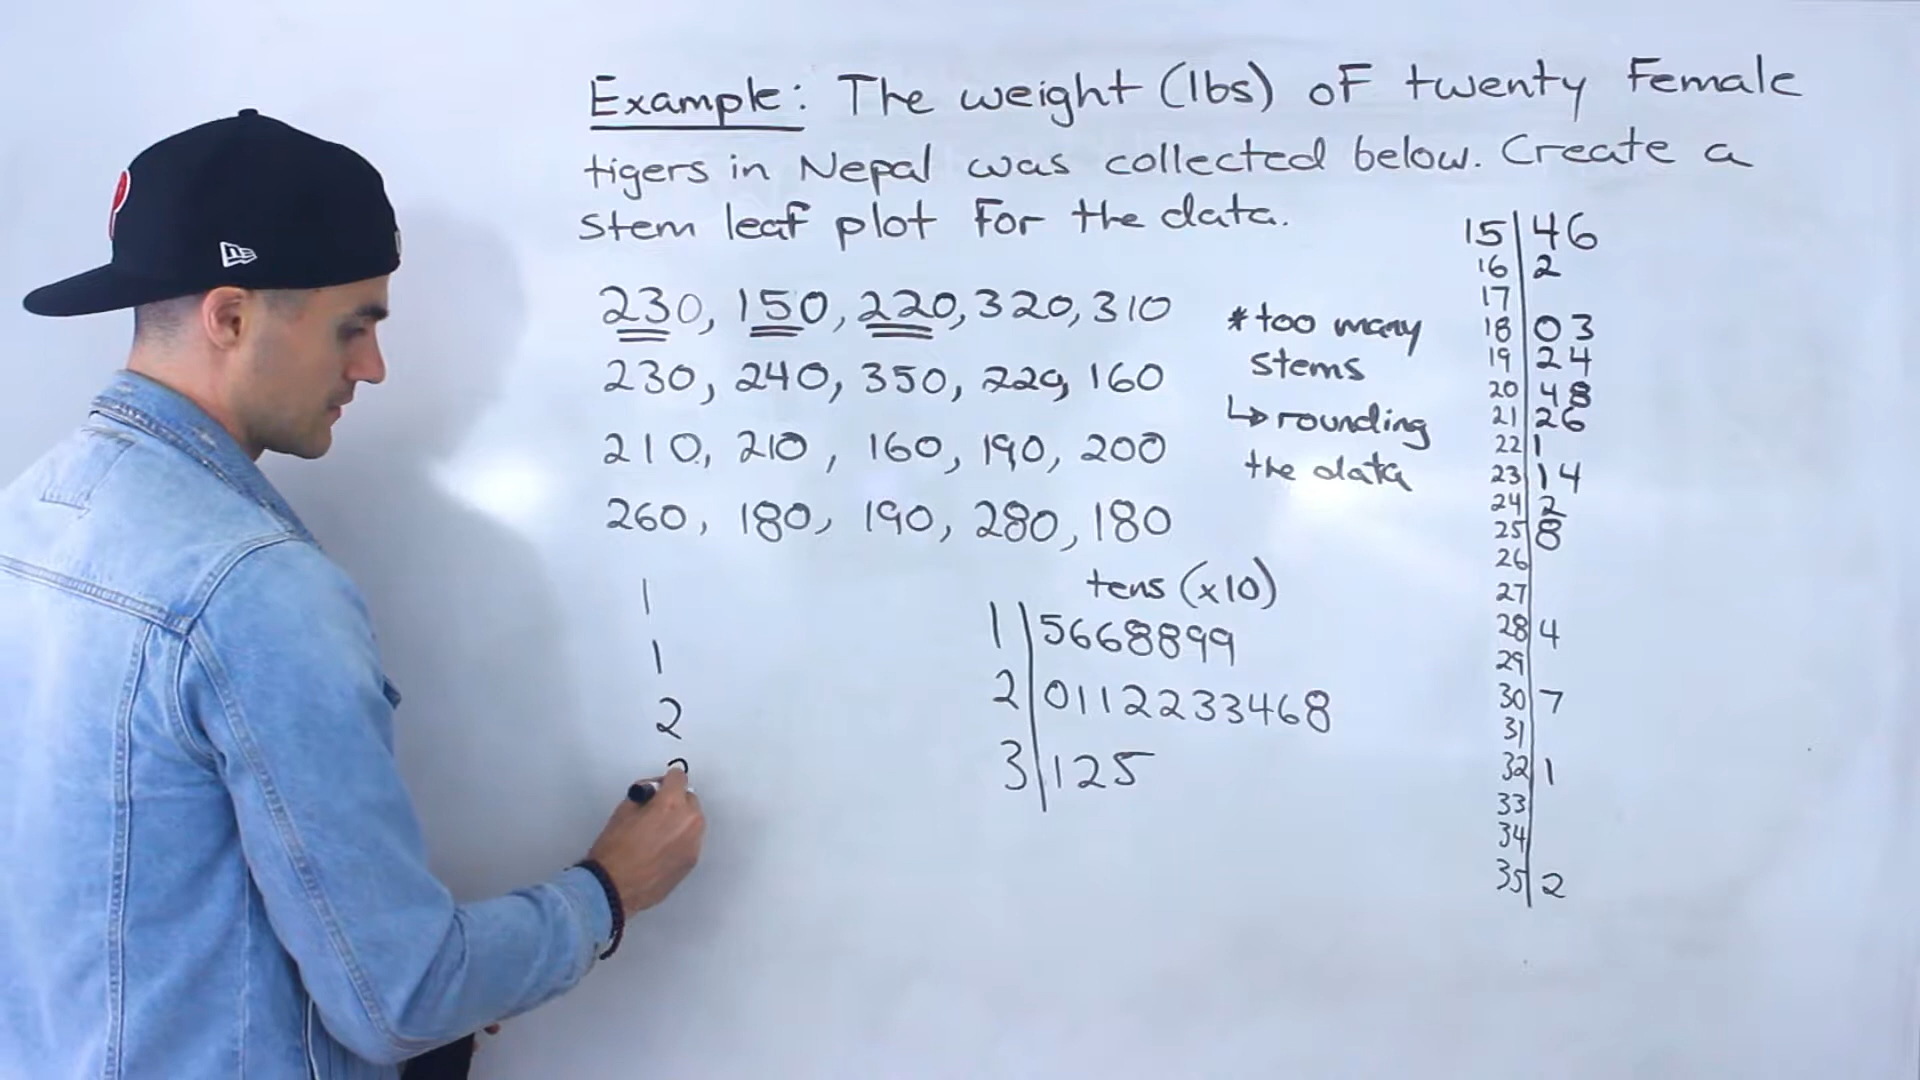 Example: The weight (lbs) of twenty Female
tigers in Nepal was collected below. Create a
stem leaf plot For the data.
230, 150, 220, 320, 310
230, 240, 350, 220, 160
210, 210, 160, 190, 200
260, 180, 190, 280, 180
* too many
stems
↳ rounding
the data
1
1
2
tens (x10)
1 | 5668899
2 | 0112233468
3 | 125
15 | 46
16 | 2
17 |
18 | 03
19 | 24
20 | 48
21 | 26
22 | 1
23 | 14
24 | 2
25 | 8
26 |
27 |
28 | 4
29 |
30 | 7
31 |
32 | 1
33 |
34 |
35 | 2